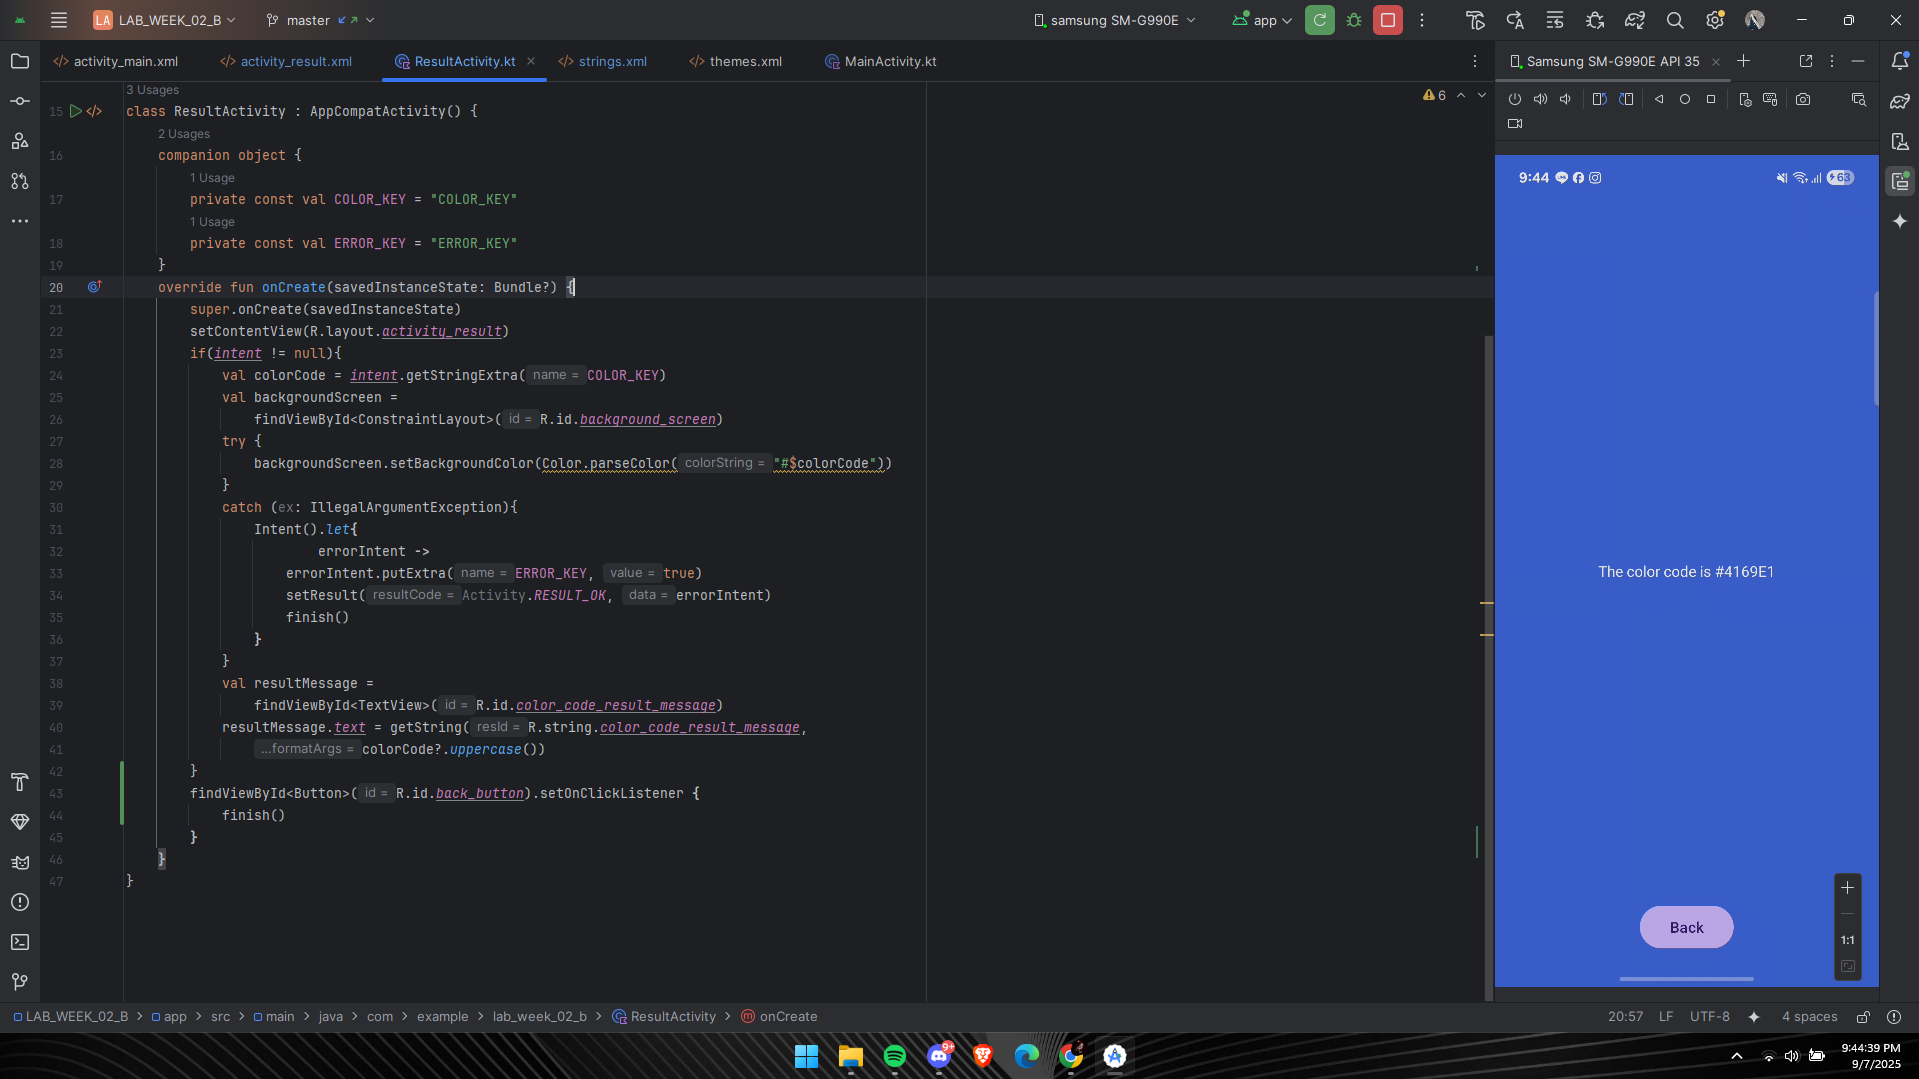 LA LAB_WEEK_02_B master samsung SM-G990E app
activity_main.xml activity_result.xml ResultActivity.kt strings.xml themes.xml MainActivity.kt Samsung SM-G990E API 35
3 Usages
15 class ResultActivity : AppCompatActivity() { 6
2 Usages
16 companion object {
1 Usage
17 private const val COLOR_KEY = "COLOR_KEY"
1 Usage
18 private const val ERROR_KEY = "ERROR_KEY"
19 }
20 override fun onCreate(savedInstanceState: Bundle?) {
21 super.onCreate(savedInstanceState)
22 setContentView(R.layout.activity_result)
23 if(intent != null){
24 val colorCode = intent.getStringExtra( name = COLOR_KEY)
25 val backgroundScreen =
26 findViewById<ConstraintLayout>( id = R.id.background_screen)
27 try {
28 backgroundScreen.setBackgroundColor(Color.parseColor( colorString = "#$colorCode"))
29 }
30 catch (ex: IllegalArgumentException){
31 Intent().let{
32 errorIntent ->
33 errorIntent.putExtra( name = ERROR_KEY, value = true)
34 setResult( resultCode = Activity.RESULT_OK, data = errorIntent)
35 finish()
36 }
37 }
38 val resultMessage =
39 findViewById<TextView>( id = R.id.color_code_result_message)
40 resultMessage.text = getString( resId = R.string.color_code_result_message,
41 ...formatArgs = colorCode?.uppercase())
42 }
43 findViewById<Button>( id = R.id.back_button).setOnClickListener {
44 finish()
45 }
46 }
47 }
9:44 63
The color code is #4169E1
Back
1:1
LAB_WEEK_02_B > app > src > main > java > com > example > lab_week_02_b > ResultActivity > onCreate 20:57 LF UTF-8 4 spaces
9+
9:44:39 PM
9/7/2025